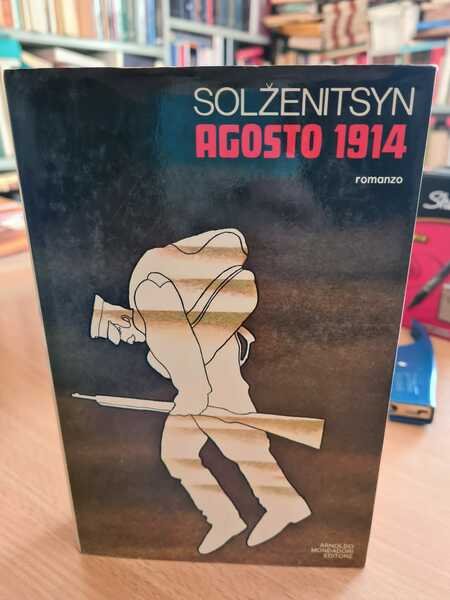 SOLŽENITSYN
AGOSTO 1914
romanzo
ARNOLDO
MONDADORI
EDITORE